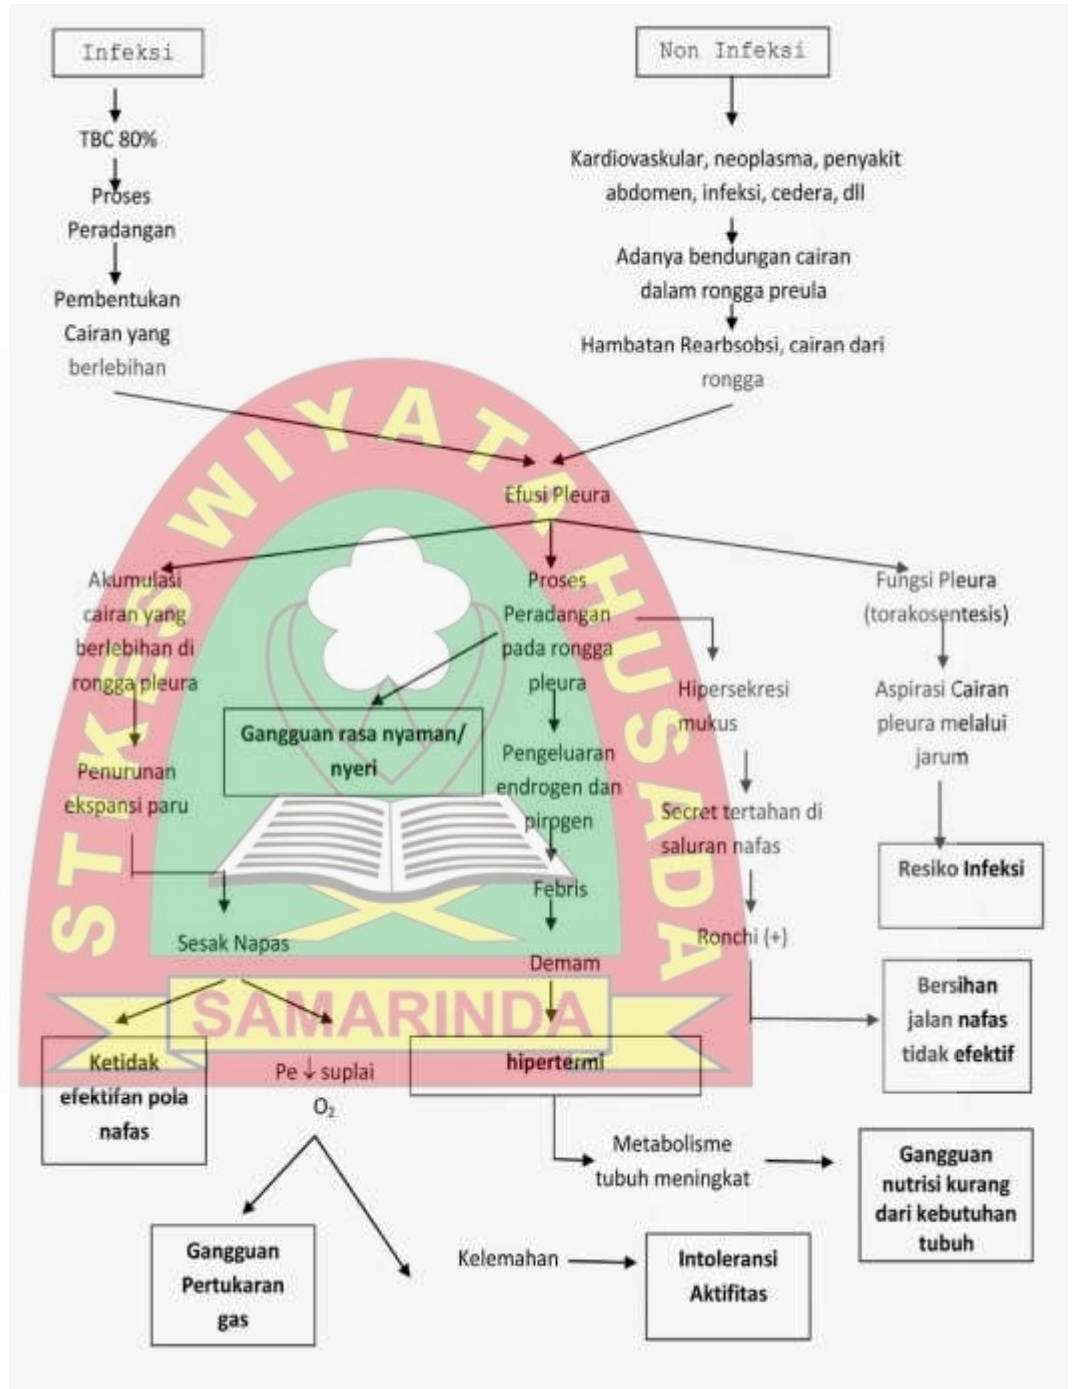 Infeksi
Non Infeksi
TBC 80%
Kardiovaskular, neoplasma, penyakit
abdomen, infeksi, cedera, dll
Proses
Peradangan
Adanya bendungan cairan
dalam rongga preula
Pembentukan
Cairan yang
berlebihan
Hambatan Rearbsobsi, cairan dari
rongga
STIKES WIYATA HUSADA
SAMARINDA
Efusi Pleura
Akumulasi
cairan yang
berlebihan di
rongga pleura
Proses
Peradangan
pada rongga
pleura
Fungsi Pleura
(torakosentesis)
Hipersekresi
mukus
Aspirasi Cairan
pleura melalui
jarum
Gangguan rasa nyaman/
nyeri
Penurunan
ekspansi paru
Pengeluaran
endrogen dan
pirogen
Secret tertahan di
saluran nafas
Resiko Infeksi
Febris
Sesak Napas
Ronchi (+)
Demam
Bersihan
jalan nafas
tidak efektif
Ketidak
efektifan pola
nafas
Pe ↓ suplai
O₂
hipertermi
Metabolisme
tubuh meningkat
Gangguan
nutrisi kurang
dari kebutuhan
tubuh
Gangguan
Pertukaran
gas
Kelemahan
Intoleransi
Aktifitas